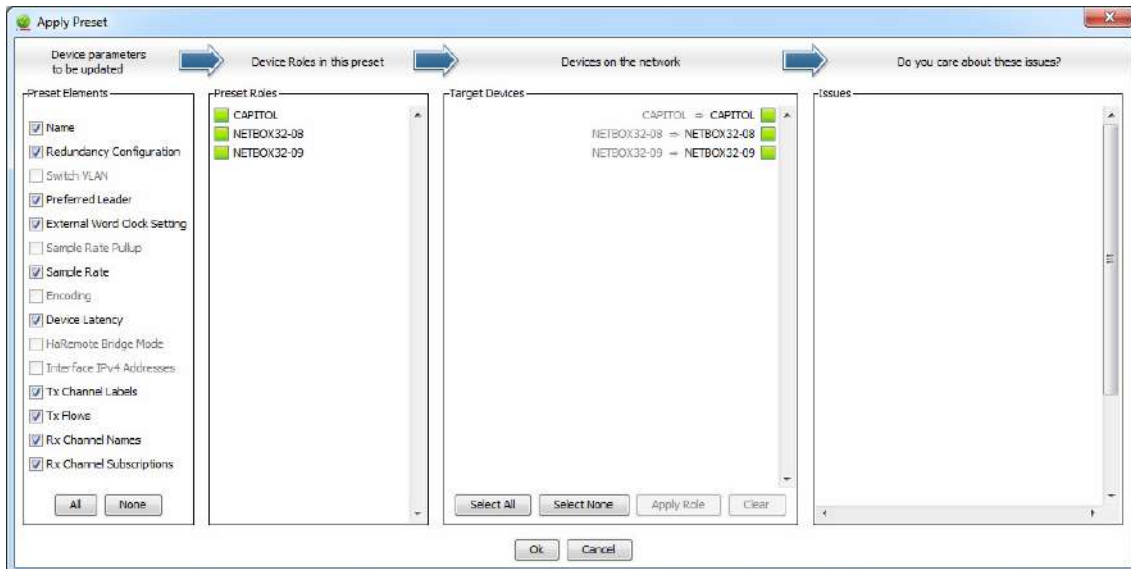 Apply Preset
Device parameters
to be updated
Device Roles in this preset
Devices on the network
Do you care about these issues?
Preset Elements
Name
Redundancy Configuration
Switch VLAN
Preferred Leader
External Word Clock Setting
Sample Rate Pullup
Sample Rate
Encoding
Device Latency
HaRemote Bridge Mode
Interface IPv4 Addresses
Tx Channel Labels
Tx Flows
Rx Channel Names
Rx Channel Subscriptions
All None
Preset Roles
CAPITOL
NETBOX32-08
NETBOX32-09
Target Devices
CAPITOL ⇒ CAPITOL
NETBOX32-08 ⇒ NETBOX32-08
NETBOX32-09 ⇒ NETBOX32-09
Select All Select None Apply Role Clear
Issues
Ok Cancel